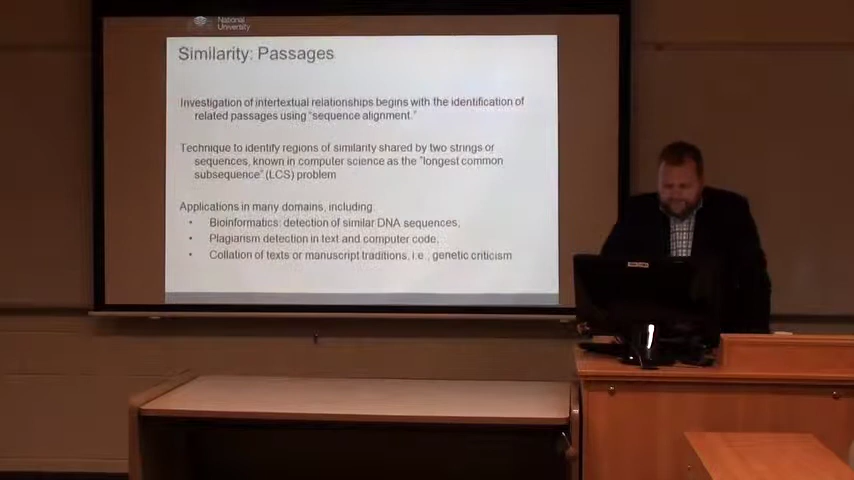 National
University
Similarity: Passages
Investigation of intertextual relationships begins with the identification of
related passages using "sequence alignment."
Technique to identify regions of similarity shared by two strings or
sequences, known in computer science as the "longest common
subsequence" (LCS) problem
Applications in many domains, including:
• Bioinformatics: detection of similar DNA sequences;
• Plagiarism detection in text and computer code;
• Collation of texts or manuscript traditions, i.e., genetic criticism